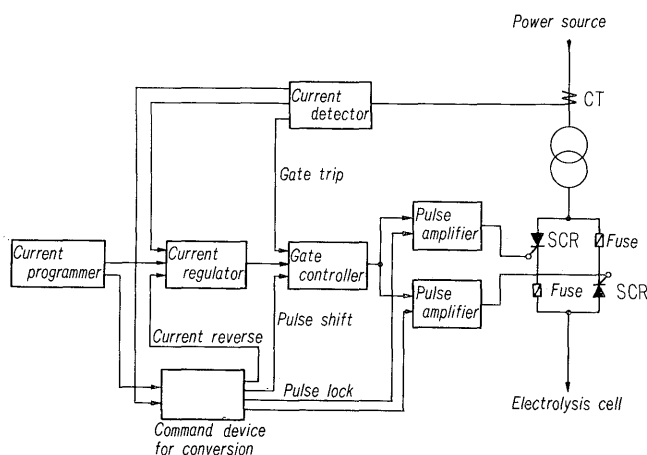 Power source
CT
Current
detector
Gate trip
Pulse
amplifier
SCR
Fuse
Current
programmer
Current
regulator
Gate
controller
Pulse
amplifier
Fuse
SCR
Current reverse
Pulse shift
Pulse lock
Electrolysis cell
Command device
for conversion